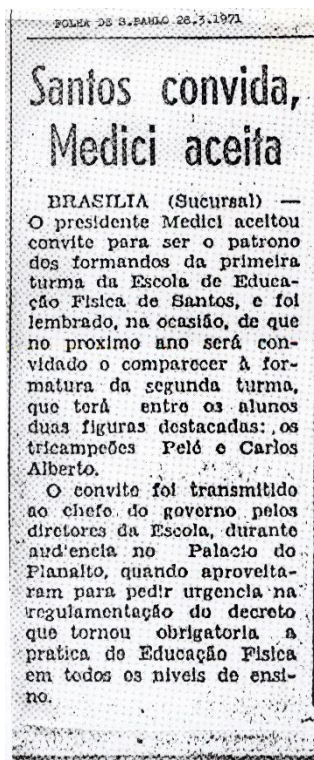 FOLHA DE S.PAULO 28.3.1971
Santos convida,
Medici aceita
BRASILIA (Sucursal) —
O presidente Medici aceitou
convite para ser o patrono
dos formandos da primeira
turma da Escola de Educa-
ção Fisica de Santos, e foi
lembrado, na ocasião, de que
no proximo ano será con-
vidado o comparecer à for-
matura da segunda turma,
que terá entre os alunos
duas figuras destacadas: os
tricampeões Pelé e Carlos
Alberto.
O convite foi transmitido
ao chefe do governo pelos
diretores da Escola, durante
aud'encia no Palacio do
Planalto, quando aproveita-
ram para pedir urgencia na
regulamentação do decreto
que tornou obrigatoria a
pratica de Educação Fisica
em todos os niveis de ensi-
no.